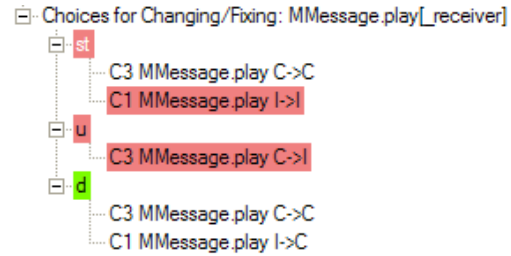 Choices for Changing/Fixing: MMessage.play[_receiver]
st
C3 MMessage.play C->C
C1 MMessage.play I->I
u
C3 MMessage.play C->I
d
C3 MMessage.play C->C
C1 MMessage.play I->C